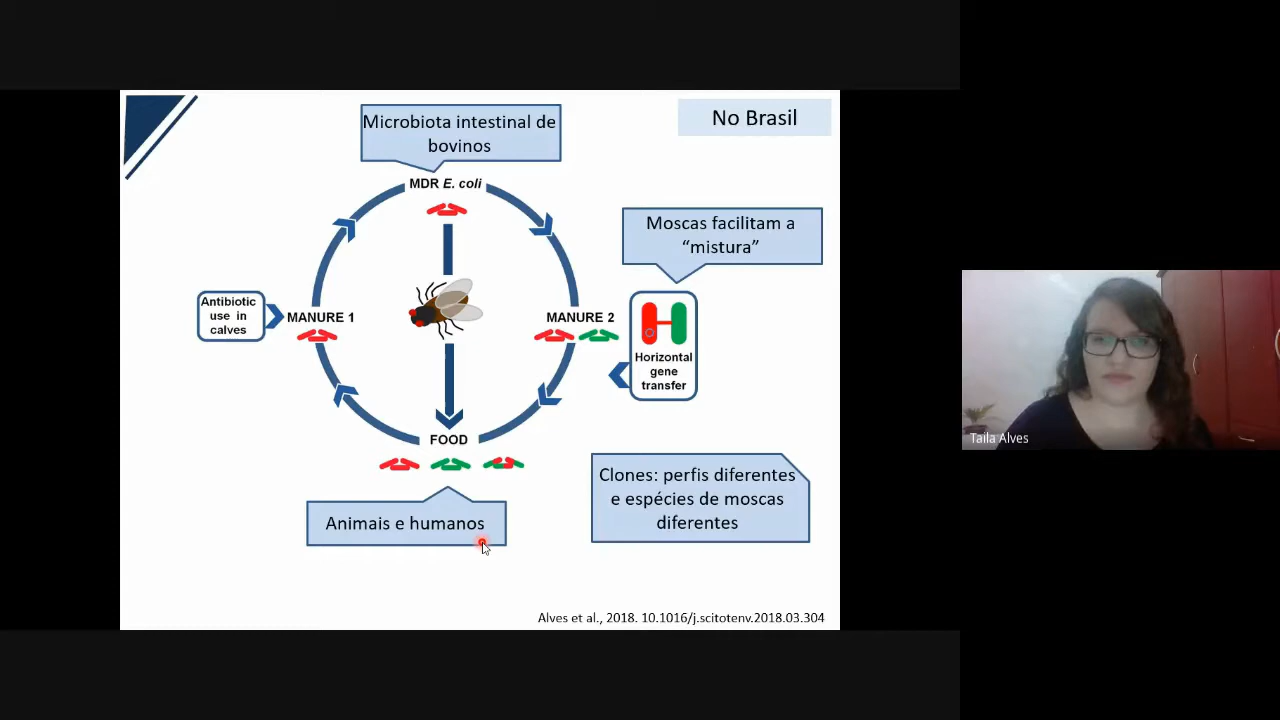 Microbiota intestinal de
bovinos
No Brasil
MDR E. coli
Moscas facilitam a
“mistura”
Antibiotic
use in
calves
MANURE 1
MANURE 2
Horizontal
gene
transfer
FOOD
Clones: perfis diferentes
e espécies de moscas
diferentes
Animais e humanos
Alves et al., 2018. 10.1016/j.scitotenv.2018.03.304
Taila Alves